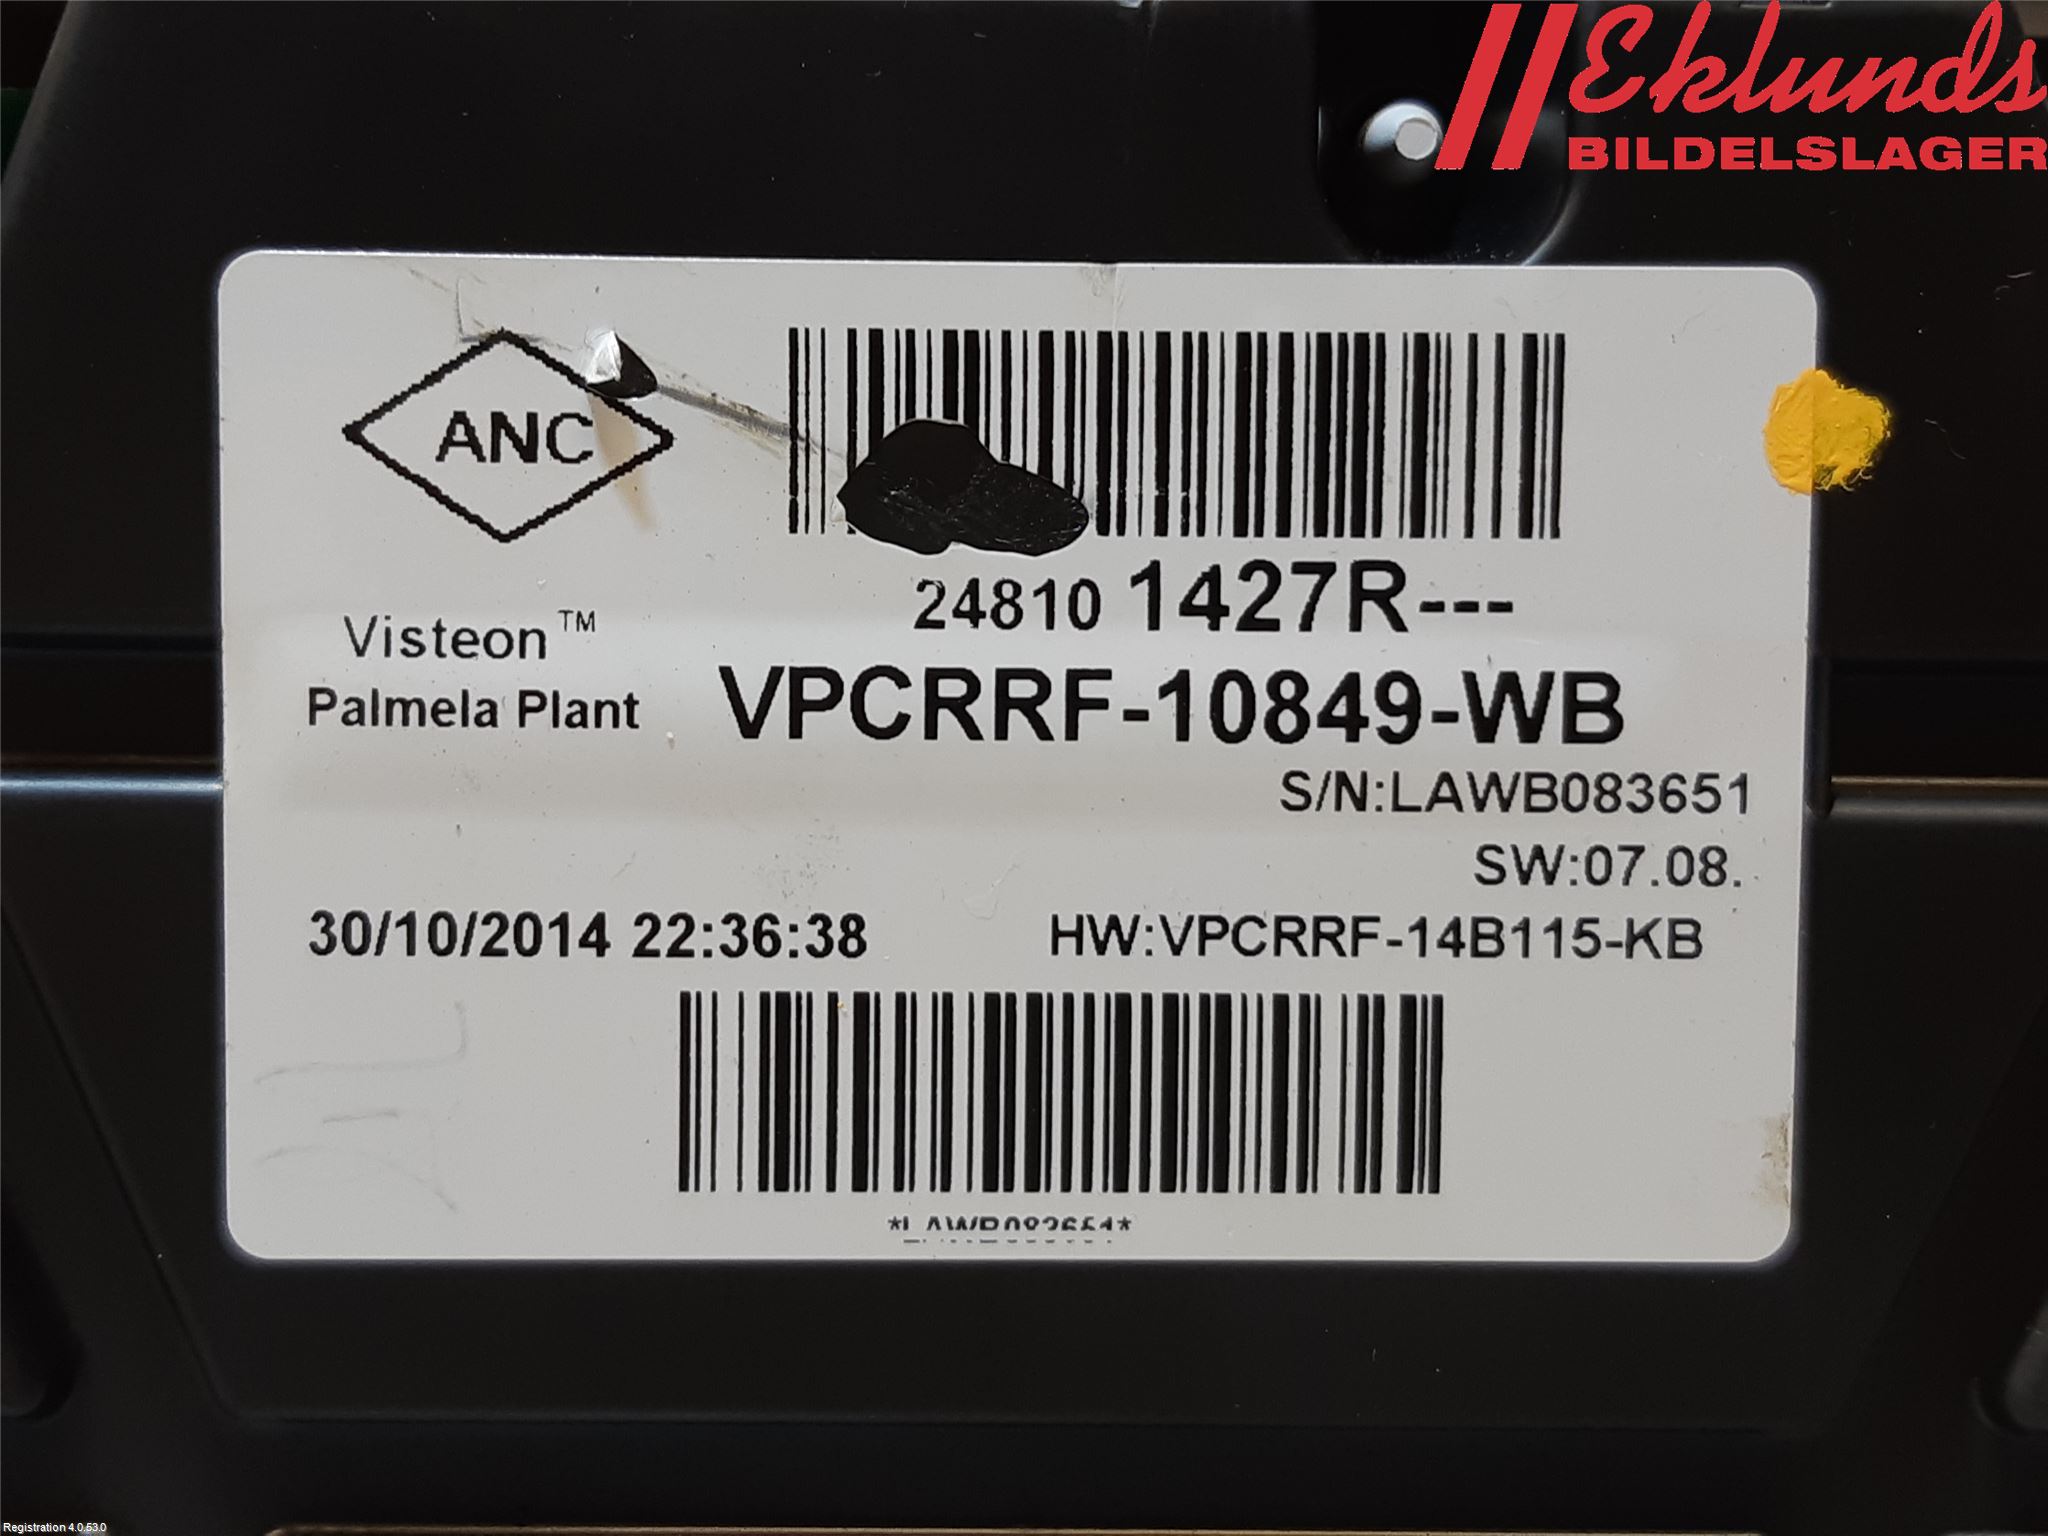 Eklunds
BILDELSLAGER
ANC
24810 1427R---
Visteon™
Palmela Plant
VPCRRF-10849-WB
S/N:LAWB083651
SW:07.08.
30/10/2014 22:36:38
HW:VPCRRF-14B115-KB
*LAWB083651*
Registration 4.0.53.0